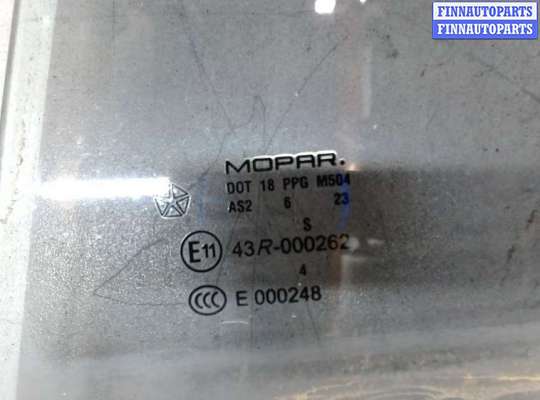 FINNAUTOPARTS
FINNAUTOPARTS
MOPAR.
DOT 18 PPG M504
AS2 6 23
S
E11 43R-000262
4
CCC E 000248